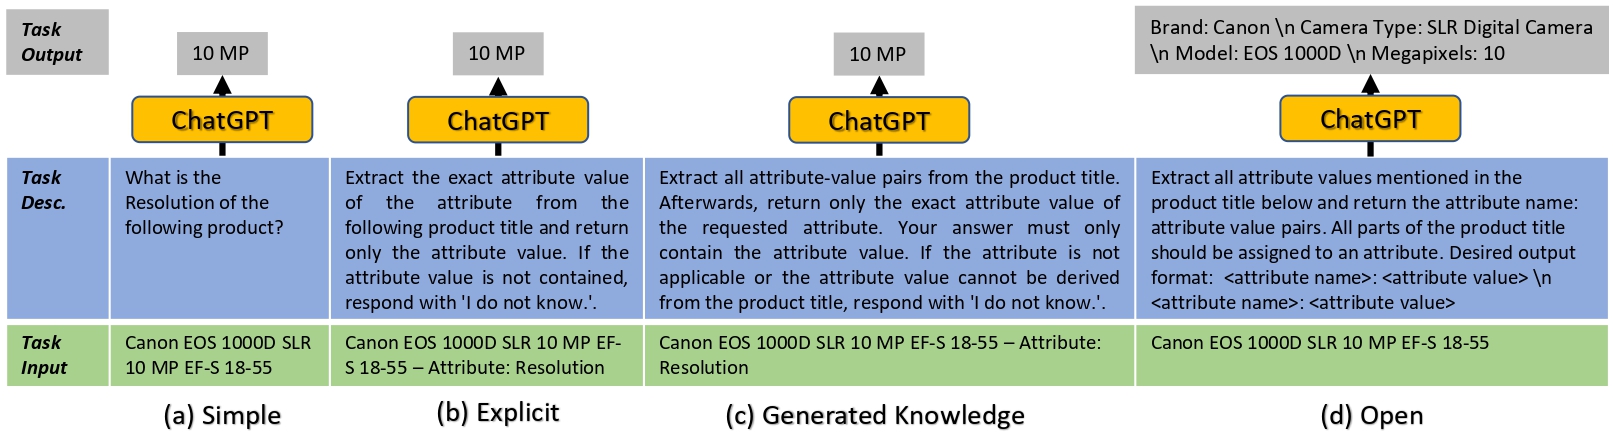 Task
Output
10 MP
10 MP
10 MP
Brand: Canon \n Camera Type: SLR Digital Camera
\n Model: EOS 1000D \n Megapixels: 10
ChatGPT
ChatGPT
ChatGPT
ChatGPT
Task
Desc.
What is the
Resolution of the
following product?
Extract the exact attribute value
of the attribute from the
following product title and return
only the attribute value. If the
attribute value is not contained,
respond with 'I do not know.'.
Extract all attribute-value pairs from the product title.
Afterwards, return only the exact attribute value of
the requested attribute. Your answer must only
contain the attribute value. If the attribute is not
applicable or the attribute value cannot be derived
from the product title, respond with 'I do not know.'.
Extract all attribute values mentioned in the
product title below and return the attribute name:
attribute value pairs. All parts of the product title
should be assigned to an attribute. Desired output
format: <attribute name>: <attribute value> \n
<attribute name>: <attribute value>
Task
Input
Canon EOS 1000D SLR
10 MP EF-S 18-55
Canon EOS 1000D SLR 10 MP EF-
S 18-55 – Attribute: Resolution
Canon EOS 1000D SLR 10 MP EF-S 18-55 – Attribute:
Resolution
Canon EOS 1000D SLR 10 MP EF-S 18-55
(a) Simple
(b) Explicit
(c) Generated Knowledge
(d) Open